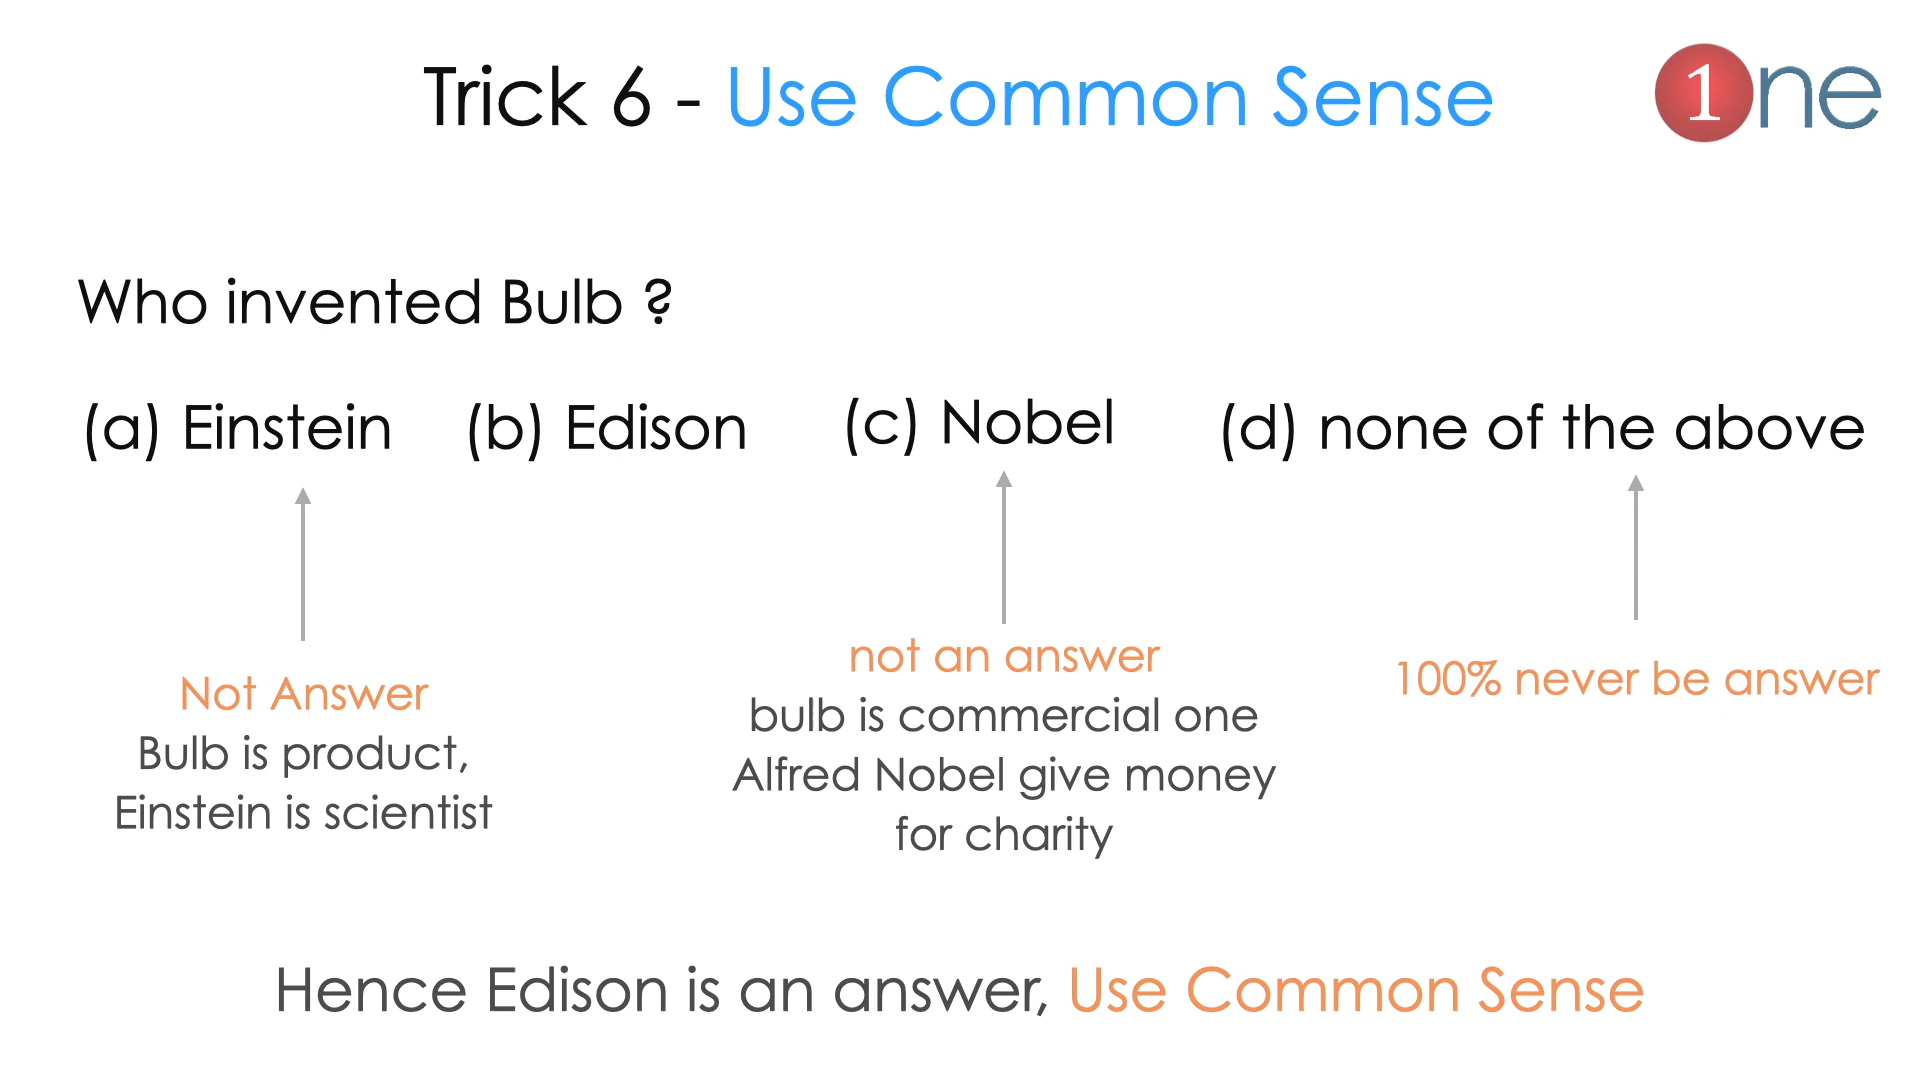 Trick 6 - Use Common Sense
1ne
Who invented Bulb ?
(a) Einstein (b) Edison (c) Nobel (d) none of the above
Not Answer
Bulb is product,
Einstein is scientist
not an answer
bulb is commercial one
Alfred Nobel give money
for charity
100% never be answer
Hence Edison is an answer, Use Common Sense